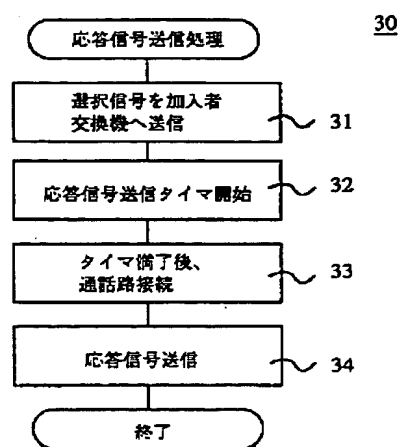 30
応答信号送信処理
選択信号を加入者
交換機へ送信
31
応答信号送信タイマ開始
32
タイマ満了後、
通話路接続
33
応答信号送信
34
終了